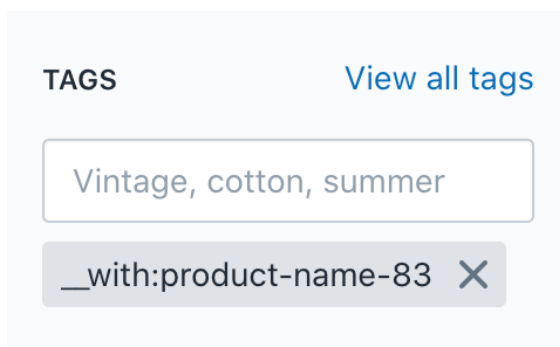 TAGS View all tags
Vintage, cotton, summer
__with:product-name-83